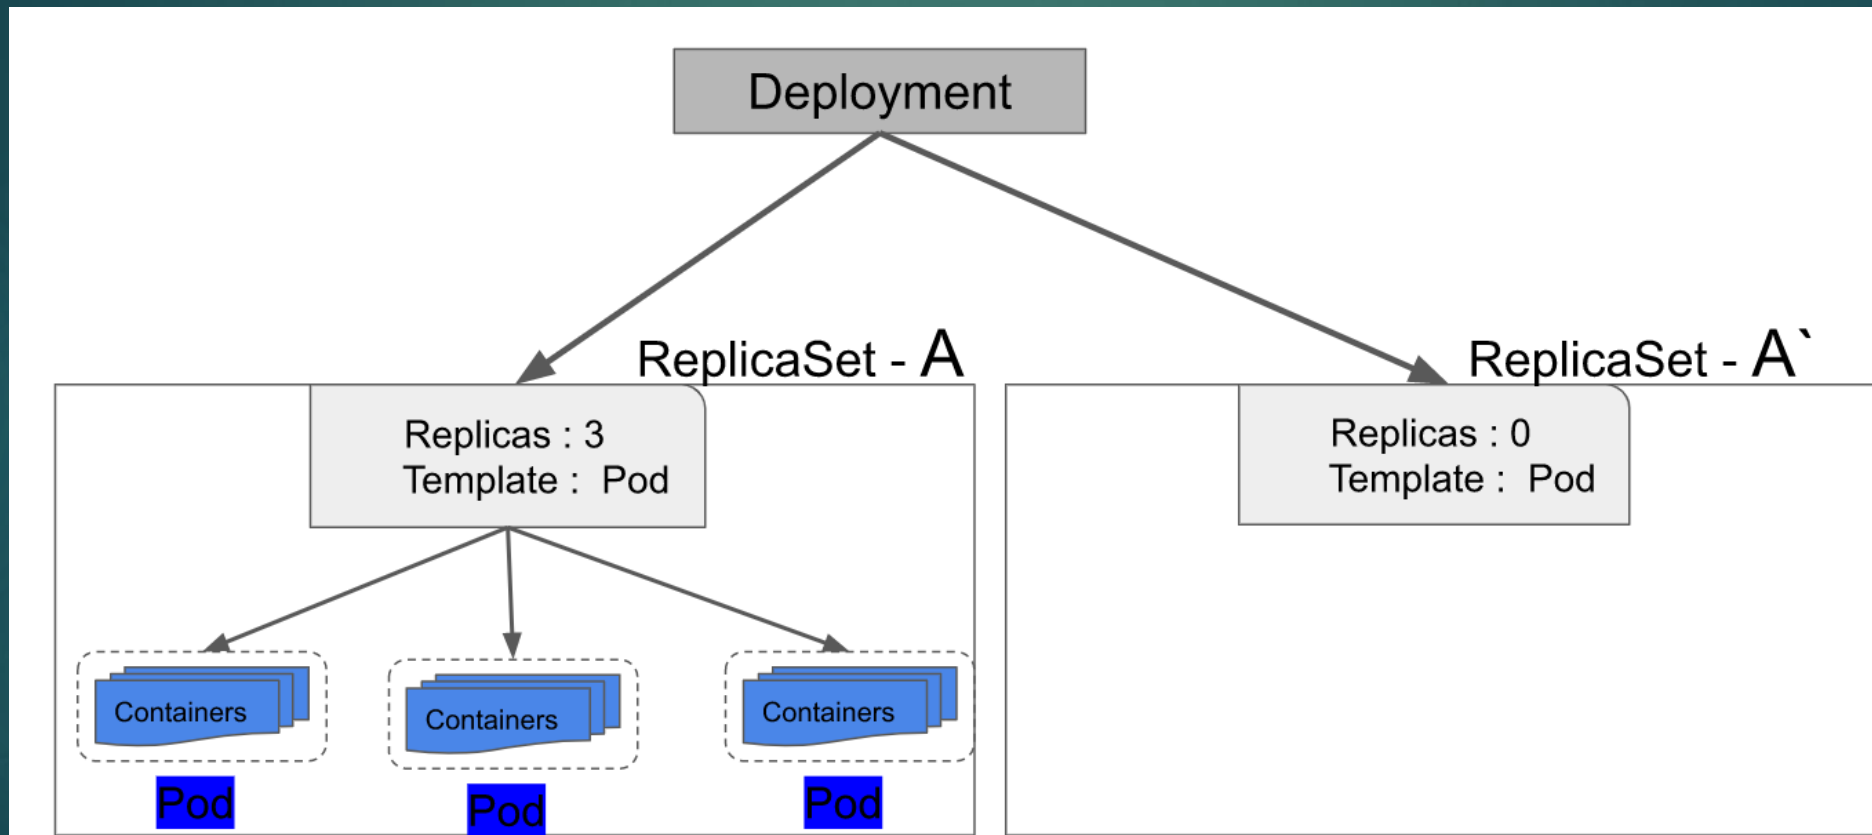 Deployment
ReplicaSet - A
Replicas : 3
Template : Pod
Containers
Containers
Containers
Pod
Pod
Pod
ReplicaSet - A`
Replicas : 0
Template : Pod